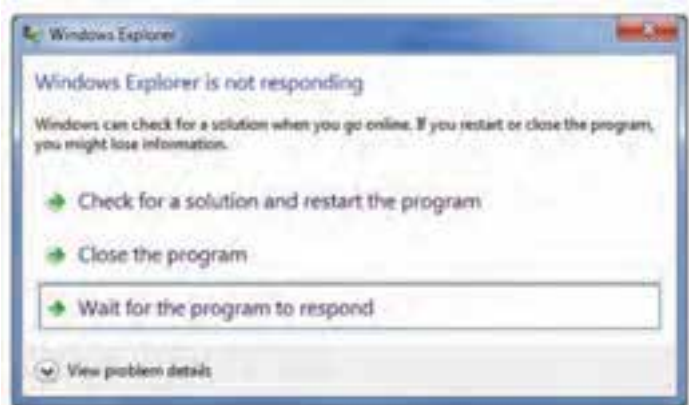 Windows Explorer
Windows Explorer is not responding
Windows can check for a solution when you go online. If you restart or close the program,
you might lose information.
Check for a solution and restart the program
Close the program
Wait for the program to respond
View problem details